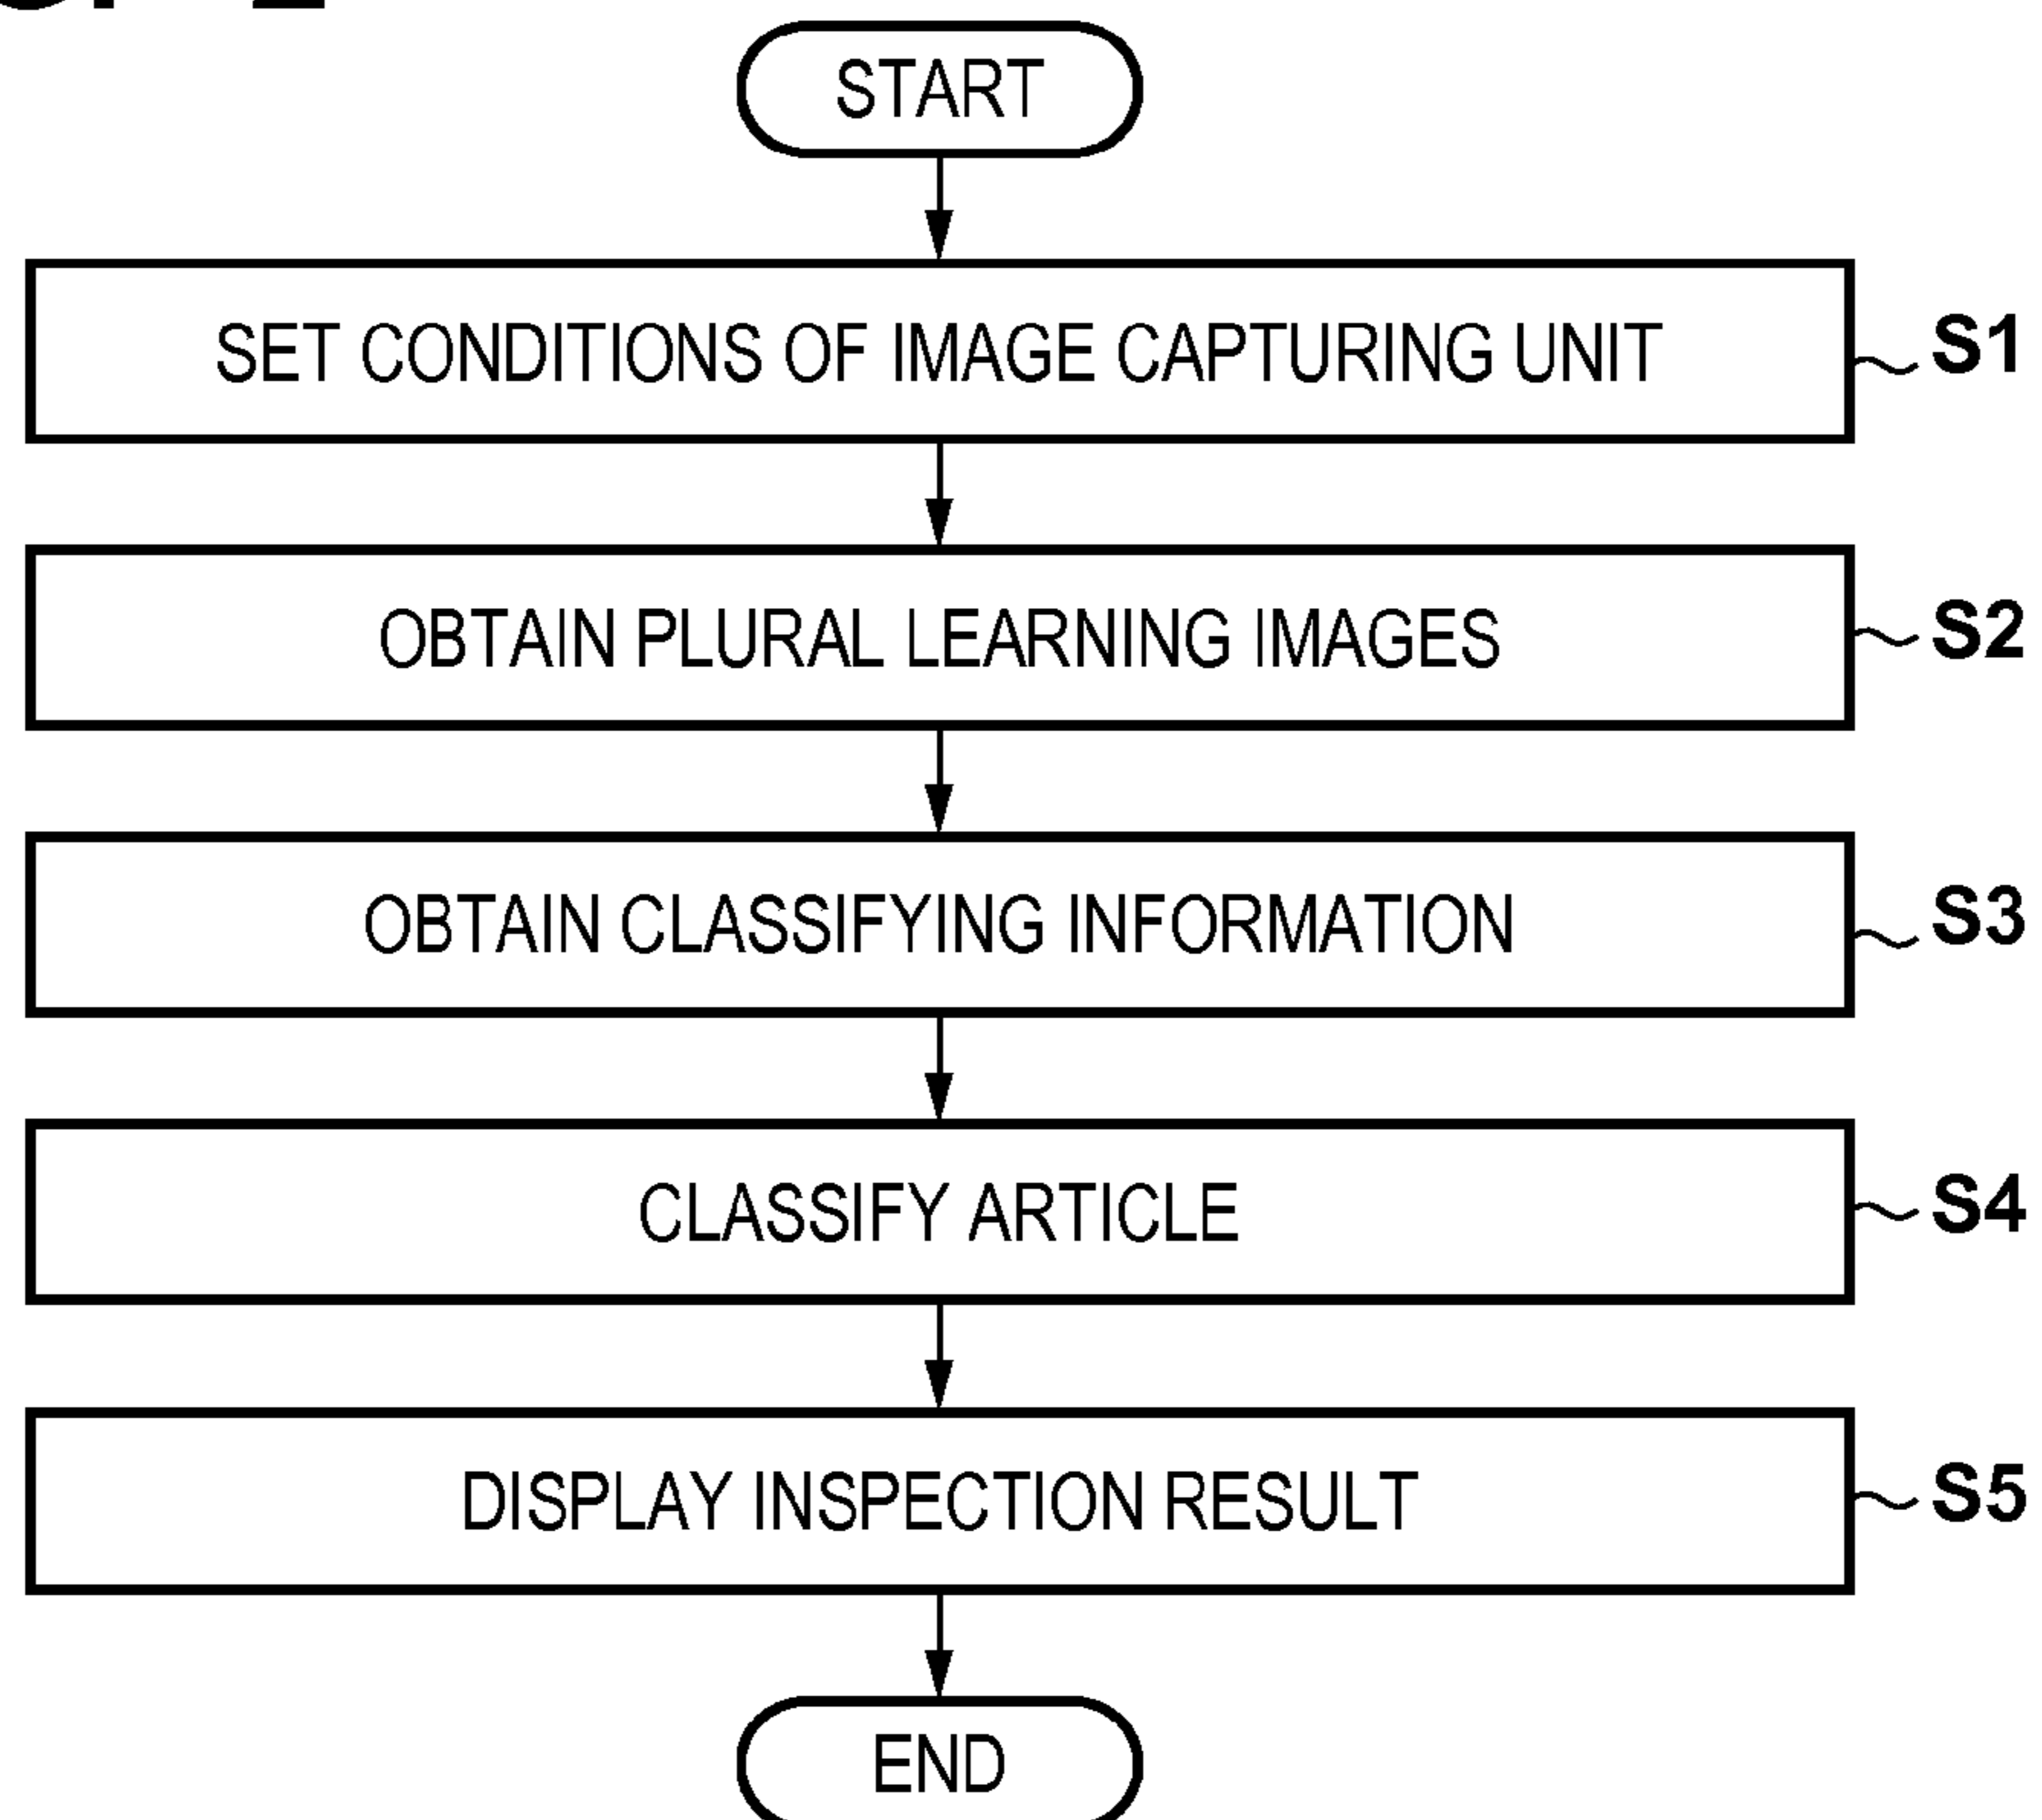 START
SET CONDITIONS OF IMAGE CAPTURING UNIT
S1
OBTAIN PLURAL LEARNING IMAGES
S2
OBTAIN CLASSIFYING INFORMATION
S3
CLASSIFY ARTICLE
S4
DISPLAY INSPECTION RESULT
S5
END